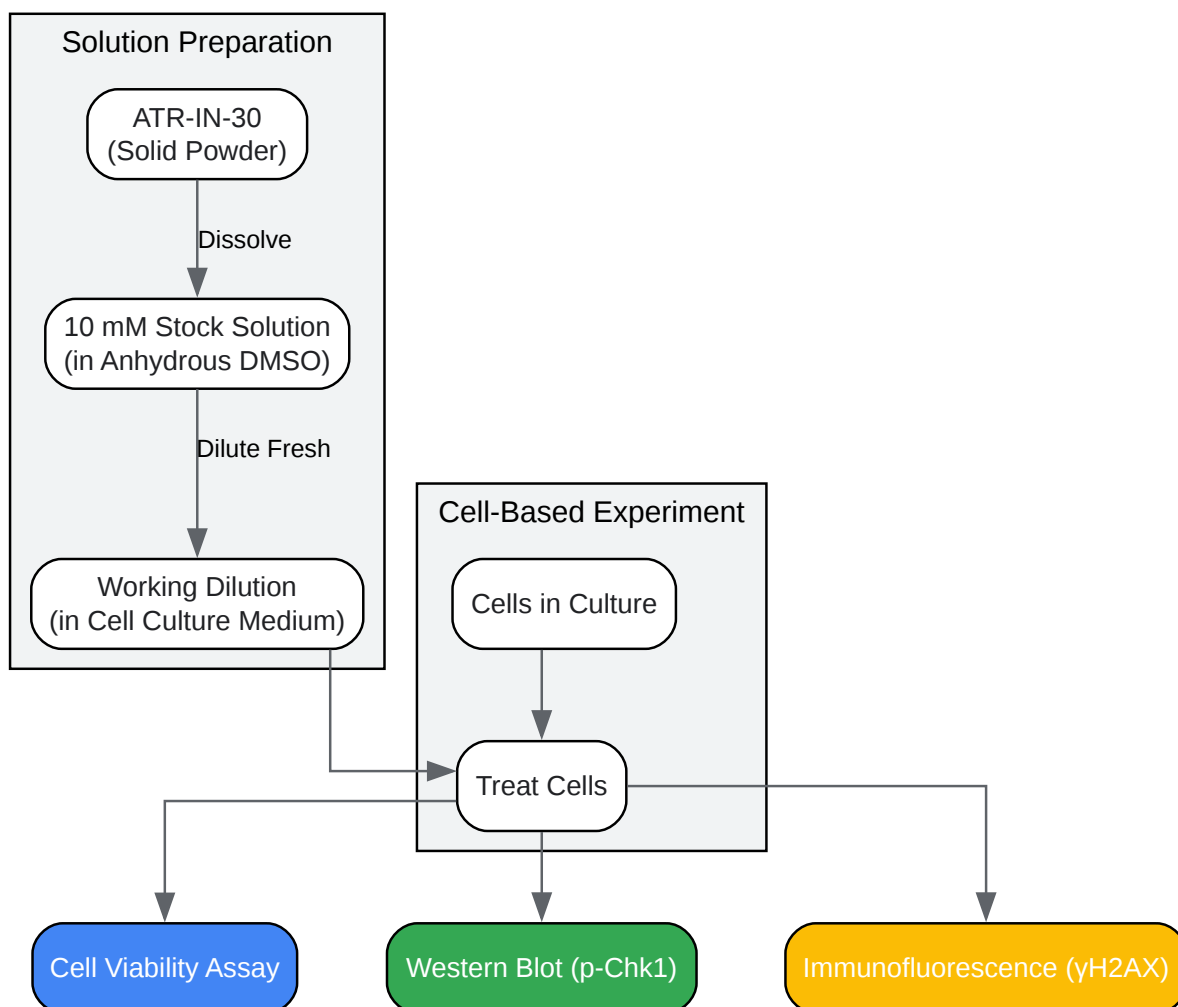 Solution Preparation
ATR-IN-30
(Solid Powder)
Dissolve
10 mM Stock Solution
(in Anhydrous DMSO)
Dilute Fresh
Working Dilution
(in Cell Culture Medium)
Cell-Based Experiment
Cells in Culture
Treat Cells
Cell Viability Assay
Western Blot (p-Chk1)
Immunofluorescence (γH2AX)